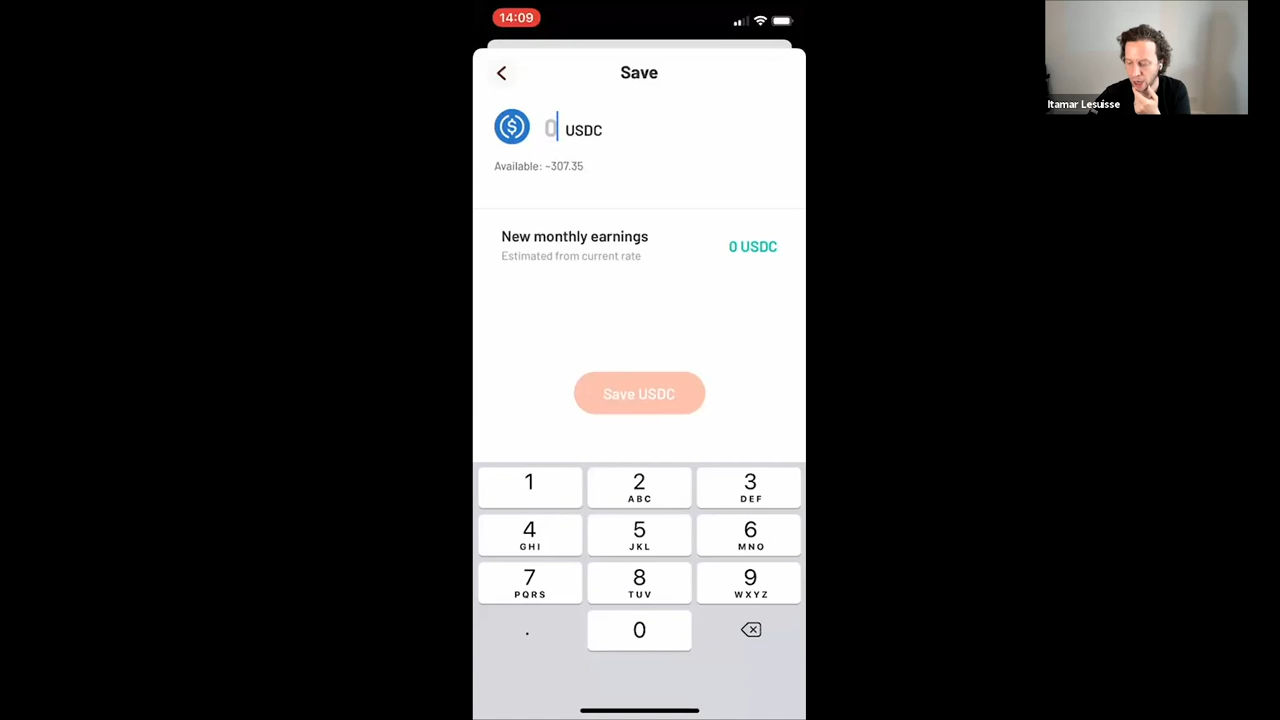 14:09
Save
0 USDC
Available: ~307.35
New monthly earnings
Estimated from current rate
0 USDC
Save USDC
1
2
ABC
3
DEF
4
GHI
5
JKL
6
MNO
7
PQRS
8
TUV
9
WXYZ
.
0
Itamar Lesuisse